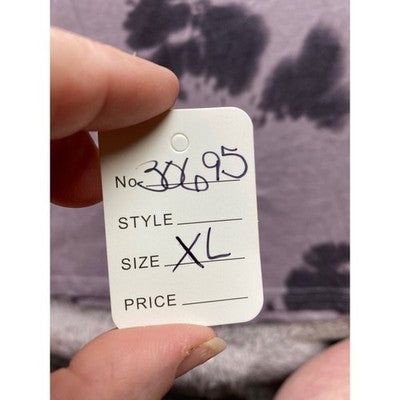 No. 30695
STYLE
SIZE XL
PRICE